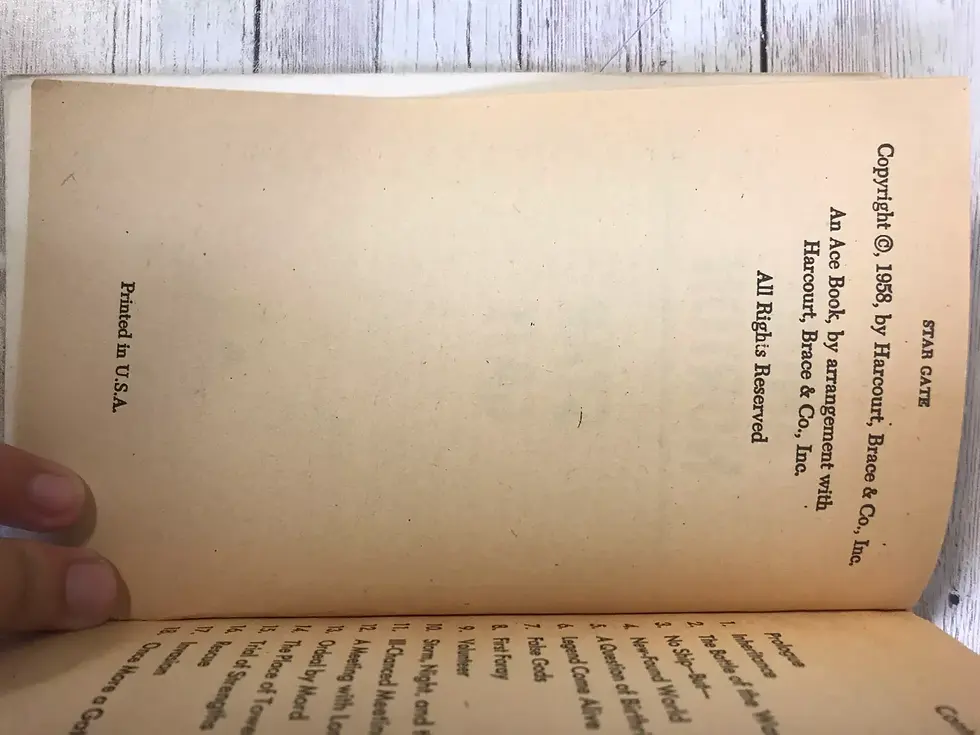 STAR GATE
Copyright ©, 1958, by Harcourt, Brace & Co., Inc.
An Ace Book, by arrangement with
Harcourt, Brace & Co., Inc.
All Rights Reserved
Printed in U.S.A.
Prologue
1. Inheritance
2. The Battle of the
3. No Ship—But—
4. New-Found World
5. A Question of
6. Legend Come Alive
7. False Gods
8. First Foray
9. Volunteer
10. Storm, Night, and
11. Ill-Chanced Meeting
12. A Meeting with
13. Ordeal by Mord
14. The Place of
15. Trial of Strengths
16. Rescue
17. Invasion
18. Once More a